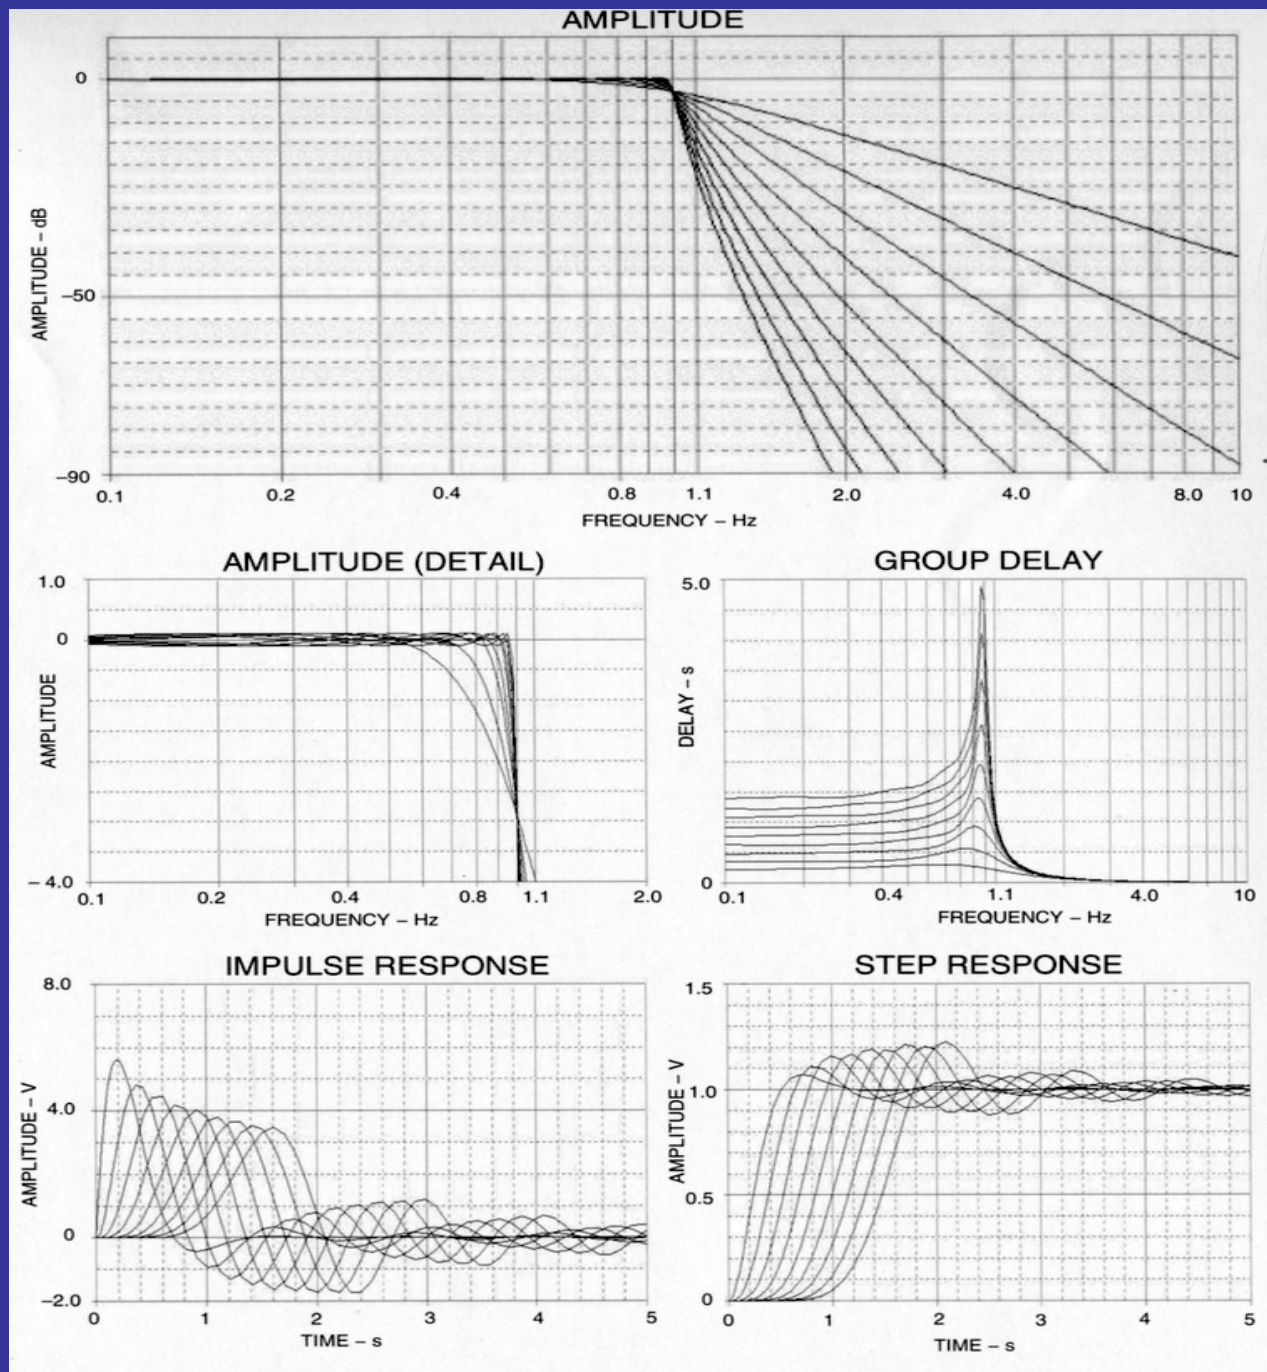 AMPLITUDE
0
AMPLITUDE – dB
–50
–90
0.1 0.2 0.4 0.8 1.1 2.0 4.0 8.0 10
FREQUENCY – Hz
AMPLITUDE (DETAIL)
1.0
0
AMPLITUDE
– 4.0
0.1 0.2 0.4 0.8 1.1 2.0
FREQUENCY – Hz
GROUP DELAY
5.0
DELAY – s
0
0.1 0.4 1.1 4.0 10
FREQUENCY – Hz
IMPULSE RESPONSE
8.0
AMPLITUDE – V
4.0
0
–2.0
0 1 2 3 4 5
TIME – s
STEP RESPONSE
1.5
AMPLITUDE – V
1.0
0.5
0
0 1 2 3 4 5
TIME – s